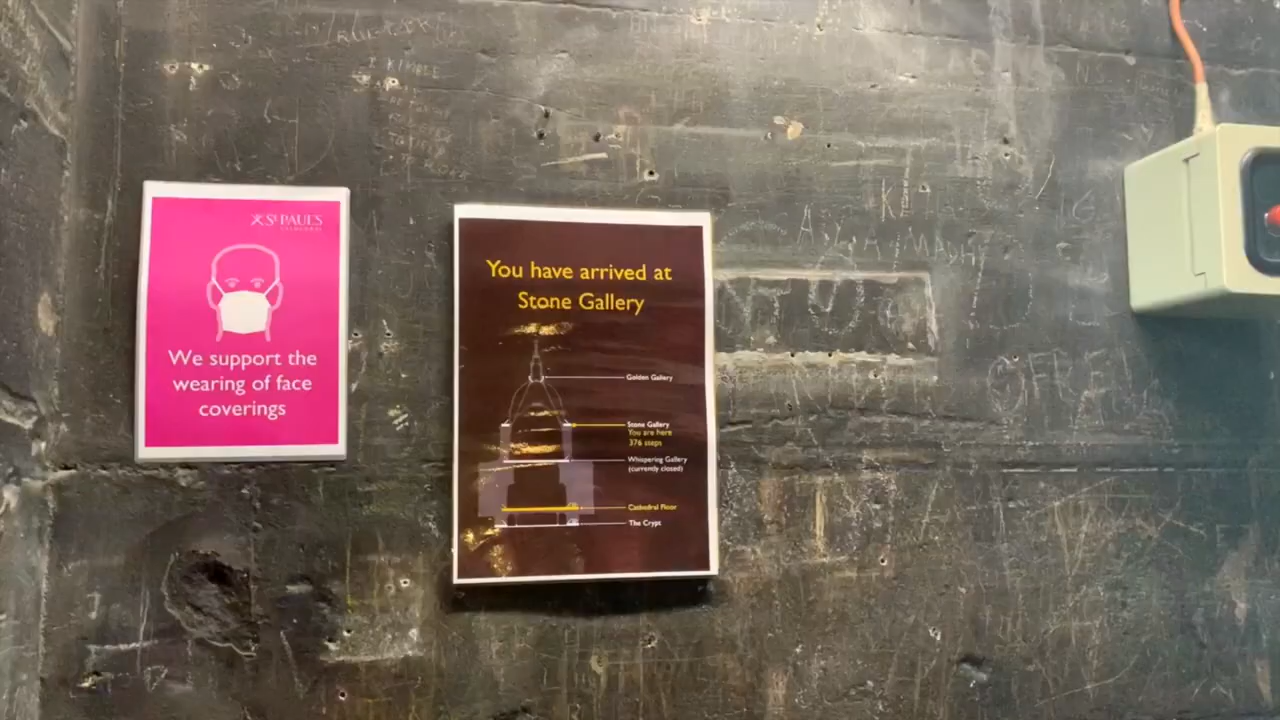 St PAUL'S
CATHEDRAL
We support the
wearing of face
coverings
You have arrived at
Stone Gallery
Golden Gallery
Stone Gallery
You are here
376 steps
Whispering Gallery
(currently closed)
Cathedral Floor
The Crypt